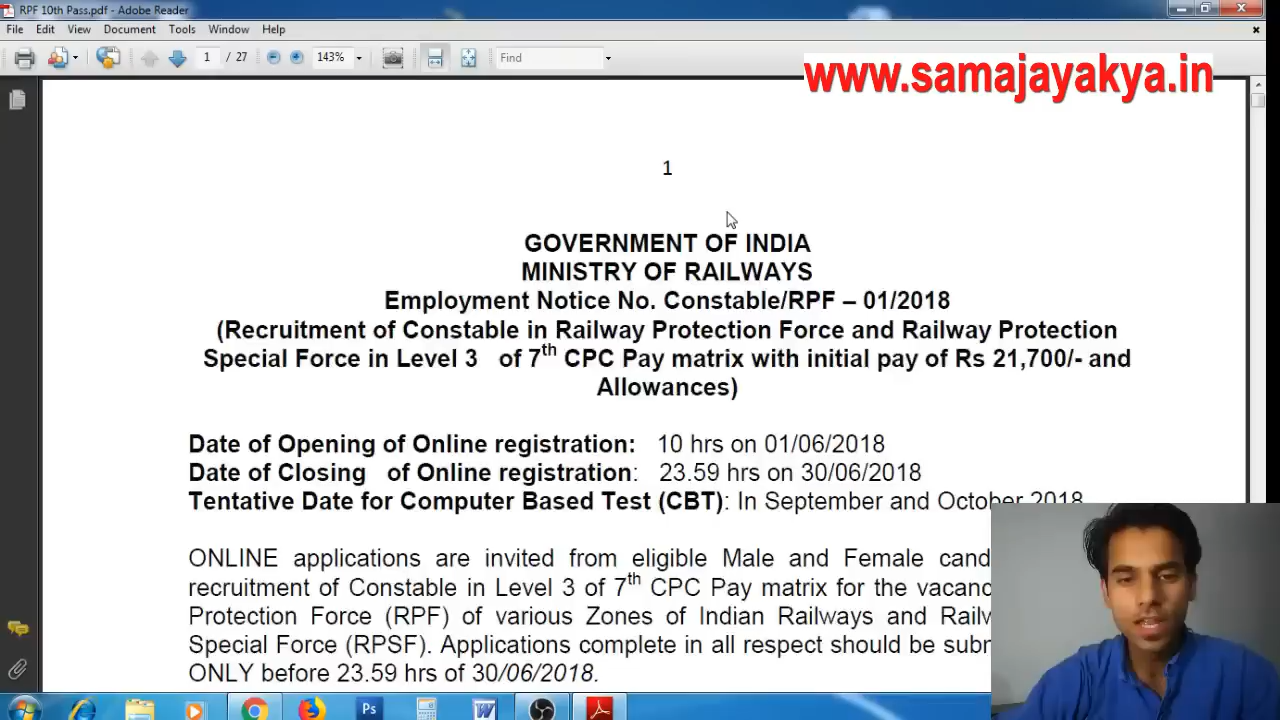 RPF 10th Pass.pdf - Adobe Reader
File Edit View Document Tools Window Help
1 / 27 143% Find
www.samajayakya.in
1
GOVERNMENT OF INDIA
MINISTRY OF RAILWAYS
Employment Notice No. Constable/RPF – 01/2018
(Recruitment of Constable in Railway Protection Force and Railway Protection
Special Force in Level 3 of 7th CPC Pay matrix with initial pay of Rs 21,700/- and
Allowances)
Date of Opening of Online registration: 10 hrs on 01/06/2018
Date of Closing of Online registration: 23.59 hrs on 30/06/2018
Tentative Date for Computer Based Test (CBT): In September and October 2018
ONLINE applications are invited from eligible Male and Female cand
recruitment of Constable in Level 3 of 7th CPC Pay matrix for the vacan
Protection Force (RPF) of various Zones of Indian Railways and Rail
Special Force (RPSF). Applications complete in all respect should be sub
ONLY before 23.59 hrs of 30/06/2018.
Ps
W